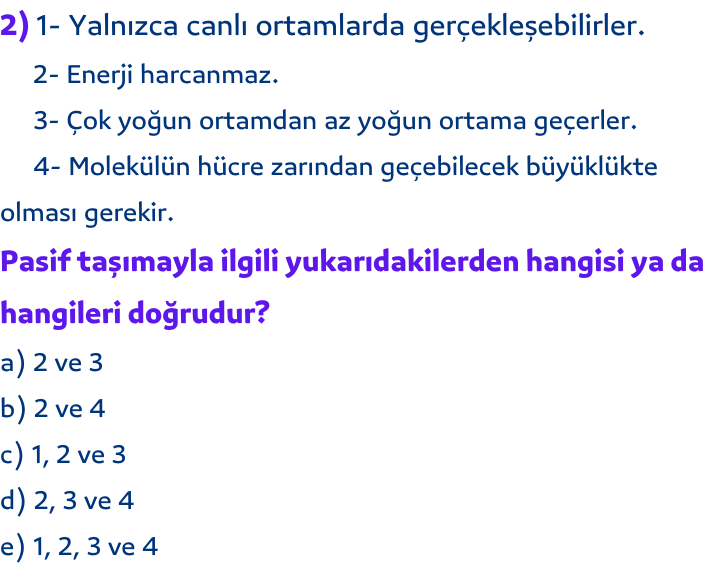 2) 1- Yalnızca canlı ortamlarda gerçekleşebilirler.
2- Enerji harcanmaz.
3- Çok yoğun ortamdan az yoğun ortama geçerler.
4- Molekülün hücre zarından geçebilecek büyüklükte
olması gerekir.
Pasif taşımayla ilgili yukarıdakilerden hangisi ya da
hangileri doğrudur?
a) 2 ve 3
b) 2 ve 4
c) 1, 2 ve 3
d) 2, 3 ve 4
e) 1, 2, 3 ve 4